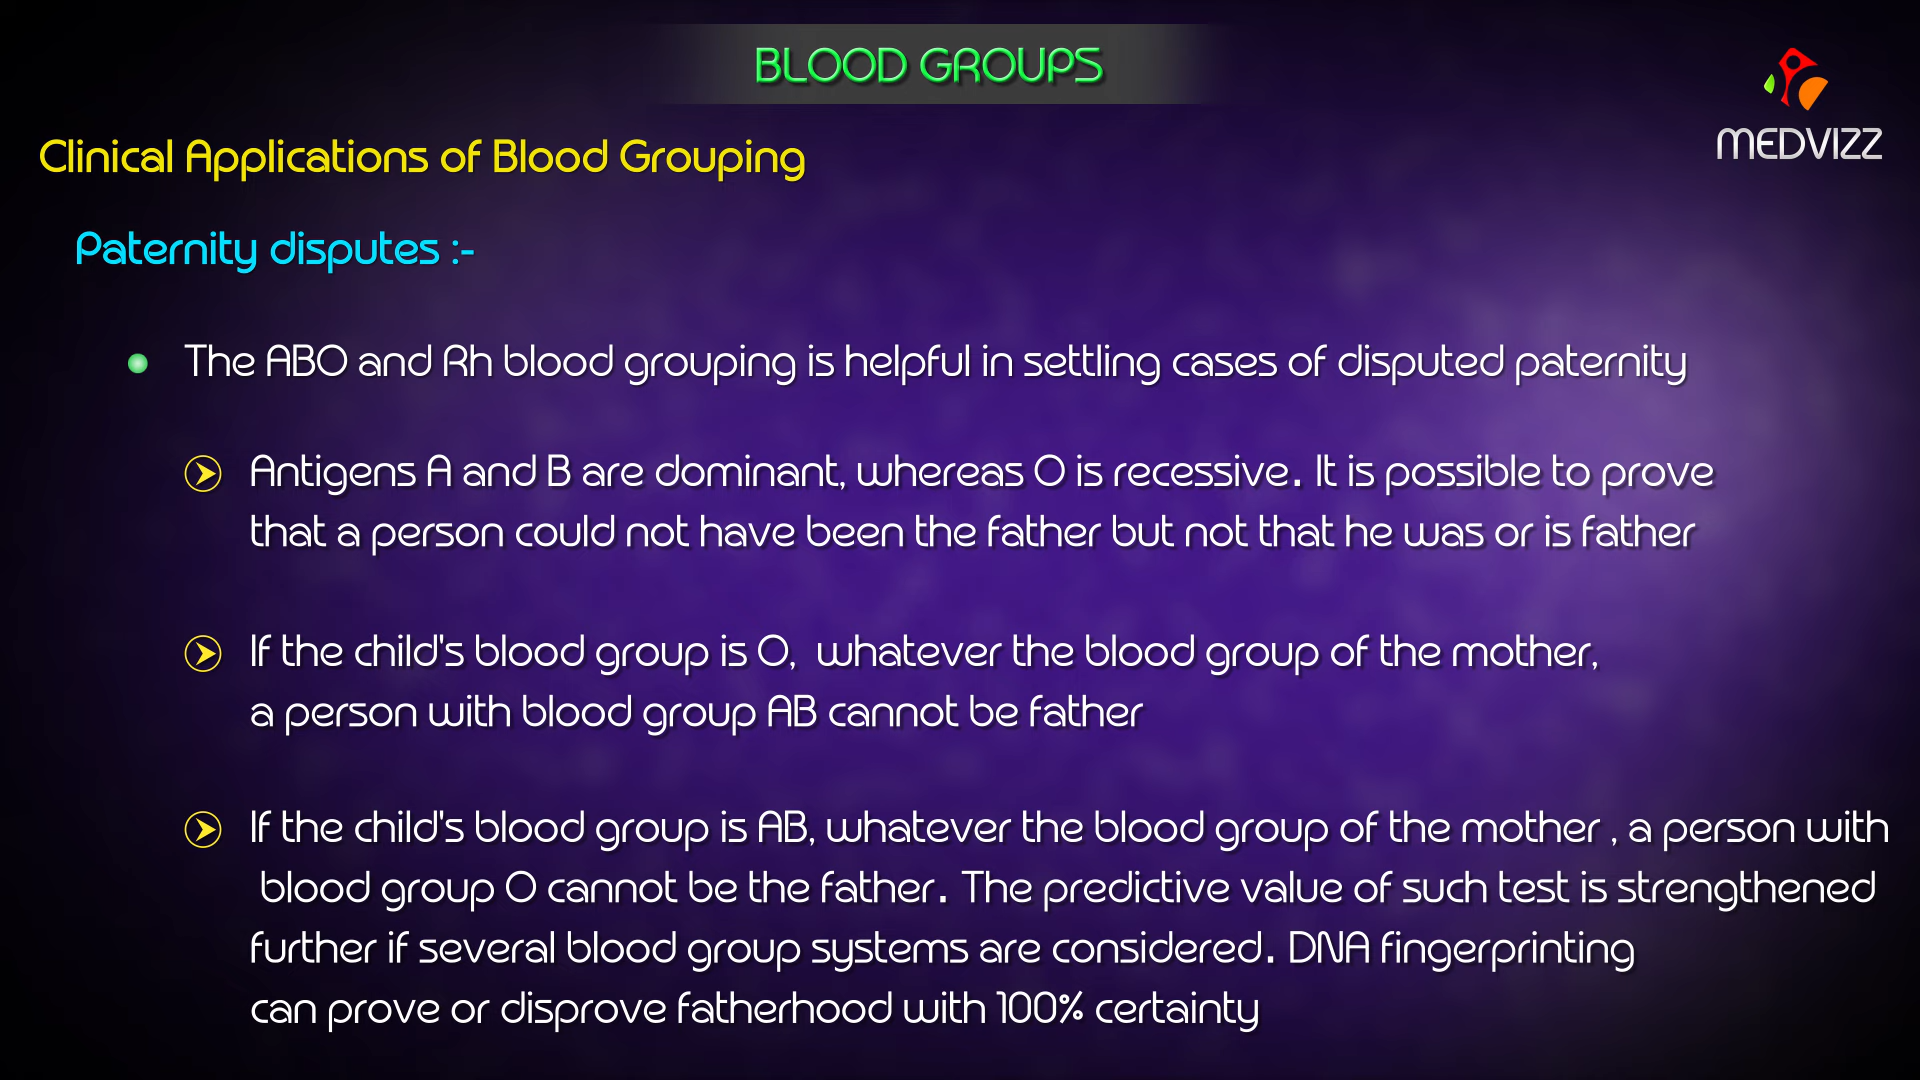 BLOOD GROUPS
MEDVIZZ
Clinical Applications of Blood Grouping
Paternity disputes :-
The ABO and Rh blood grouping is helpful in settling cases of disputed paternity
Antigens A and B are dominant, whereas O is recessive. It is possible to prove
that a person could not have been the father but not that he was or is father
If the child's blood group is O, whatever the blood group of the mother,
a person with blood group AB cannot be father
If the child's blood group is AB, whatever the blood group of the mother , a person with
blood group O cannot be the father. The predictive value of such test is strengthened
further if several blood group systems are considered. DNA fingerprinting
can prove or disprove fatherhood with 100% certainty